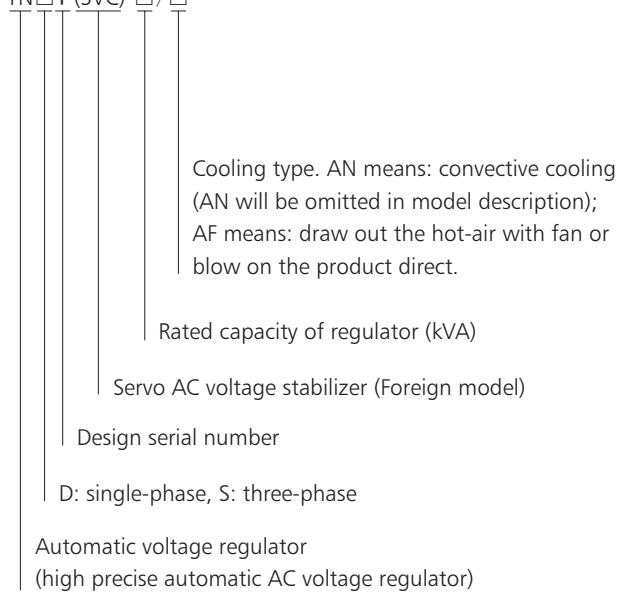 (SVC) □/□
Cooling type. AN means: convective cooling
(AN will be omitted in model description);
AF means: draw out the hot-air with fan or
blow on the product direct.
Rated capacity of regulator (kVA)
Servo AC voltage stabilizer (Foreign model)
Design serial number
D: single-phase, S: three-phase
Automatic voltage regulator
(high precise automatic AC voltage regulator)